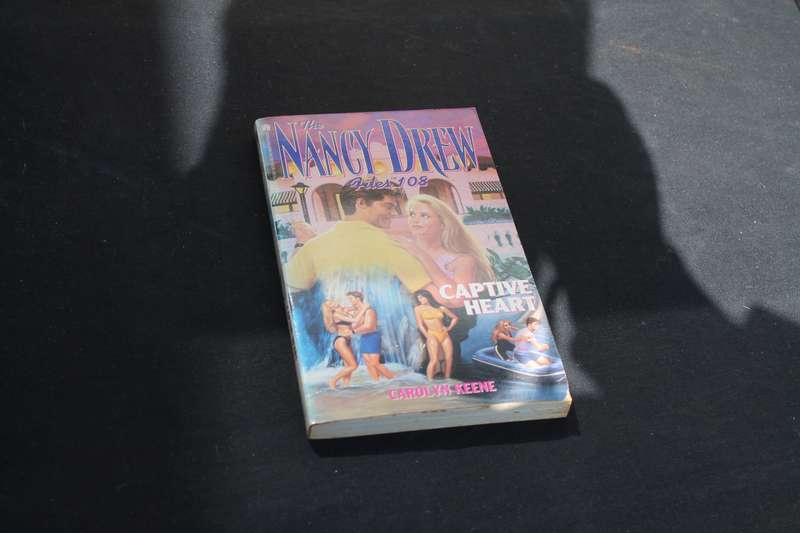 The
NANCY DREW
Files 108
CAPTIVE
HEART
CAROLYN KEENE